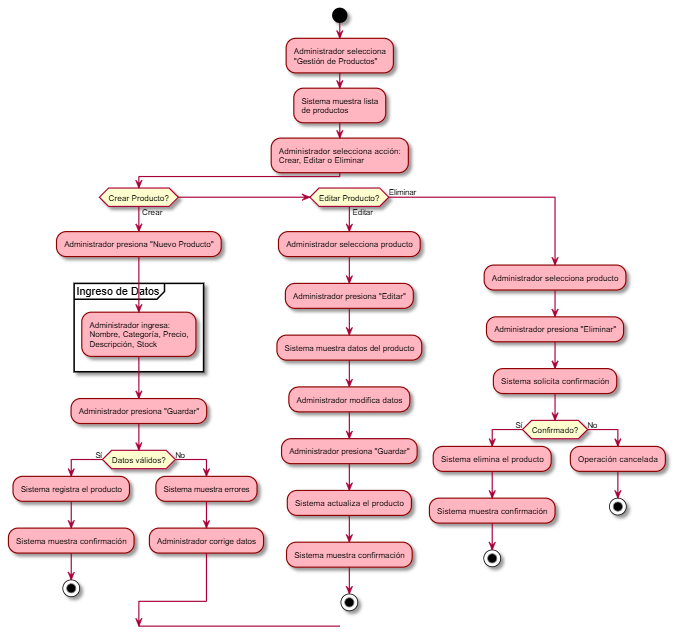 Administrador selecciona
"Gestión de Productos"
Sistema muestra lista
de productos
Administrador selecciona acción:
Crear, Editar o Eliminar
Crear Producto?
Crear
Administrador presiona "Nuevo Producto"
Ingreso de Datos
Administrador ingresa:
Nombre, Categoría, Precio,
Descripción, Stock
Administrador presiona "Guardar"
Datos válidos?
Sí
No
Sistema registra el producto
Sistema muestra confirmación
Sistema muestra errores
Administrador corrige datos
Editar Producto?
Editar
Administrador selecciona producto
Administrador presiona "Editar"
Sistema muestra datos del producto
Administrador modifica datos
Administrador presiona "Guardar"
Sistema actualiza el producto
Sistema muestra confirmación
Eliminar
Administrador selecciona producto
Administrador presiona "Eliminar"
Sistema solicita confirmación
Confirmado?
Sí
No
Sistema elimina el producto
Sistema muestra confirmación
Operación cancelada